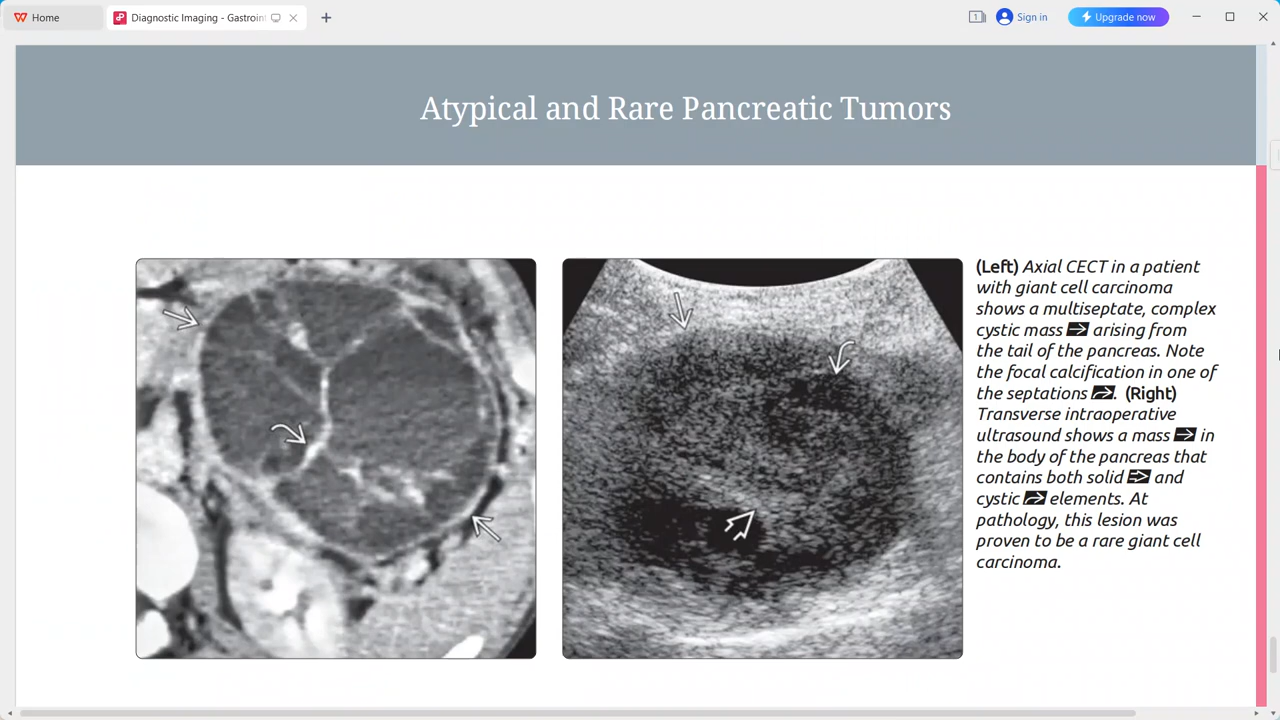 Home
Diagnostic Imaging - Gastroint
1
Sign in
Upgrade now
Atypical and Rare Pancreatic Tumors
(Left) Axial CECT in a patient
with giant cell carcinoma
shows a multiseptate, complex
cystic mass arising from
the tail of the pancreas. Note
the focal calcification in one of
the septations . (Right)
Transverse intraoperative
ultrasound shows a mass in
the body of the pancreas that
contains both solid and
cystic elements. At
pathology, this lesion was
proven to be a rare giant cell
carcinoma.